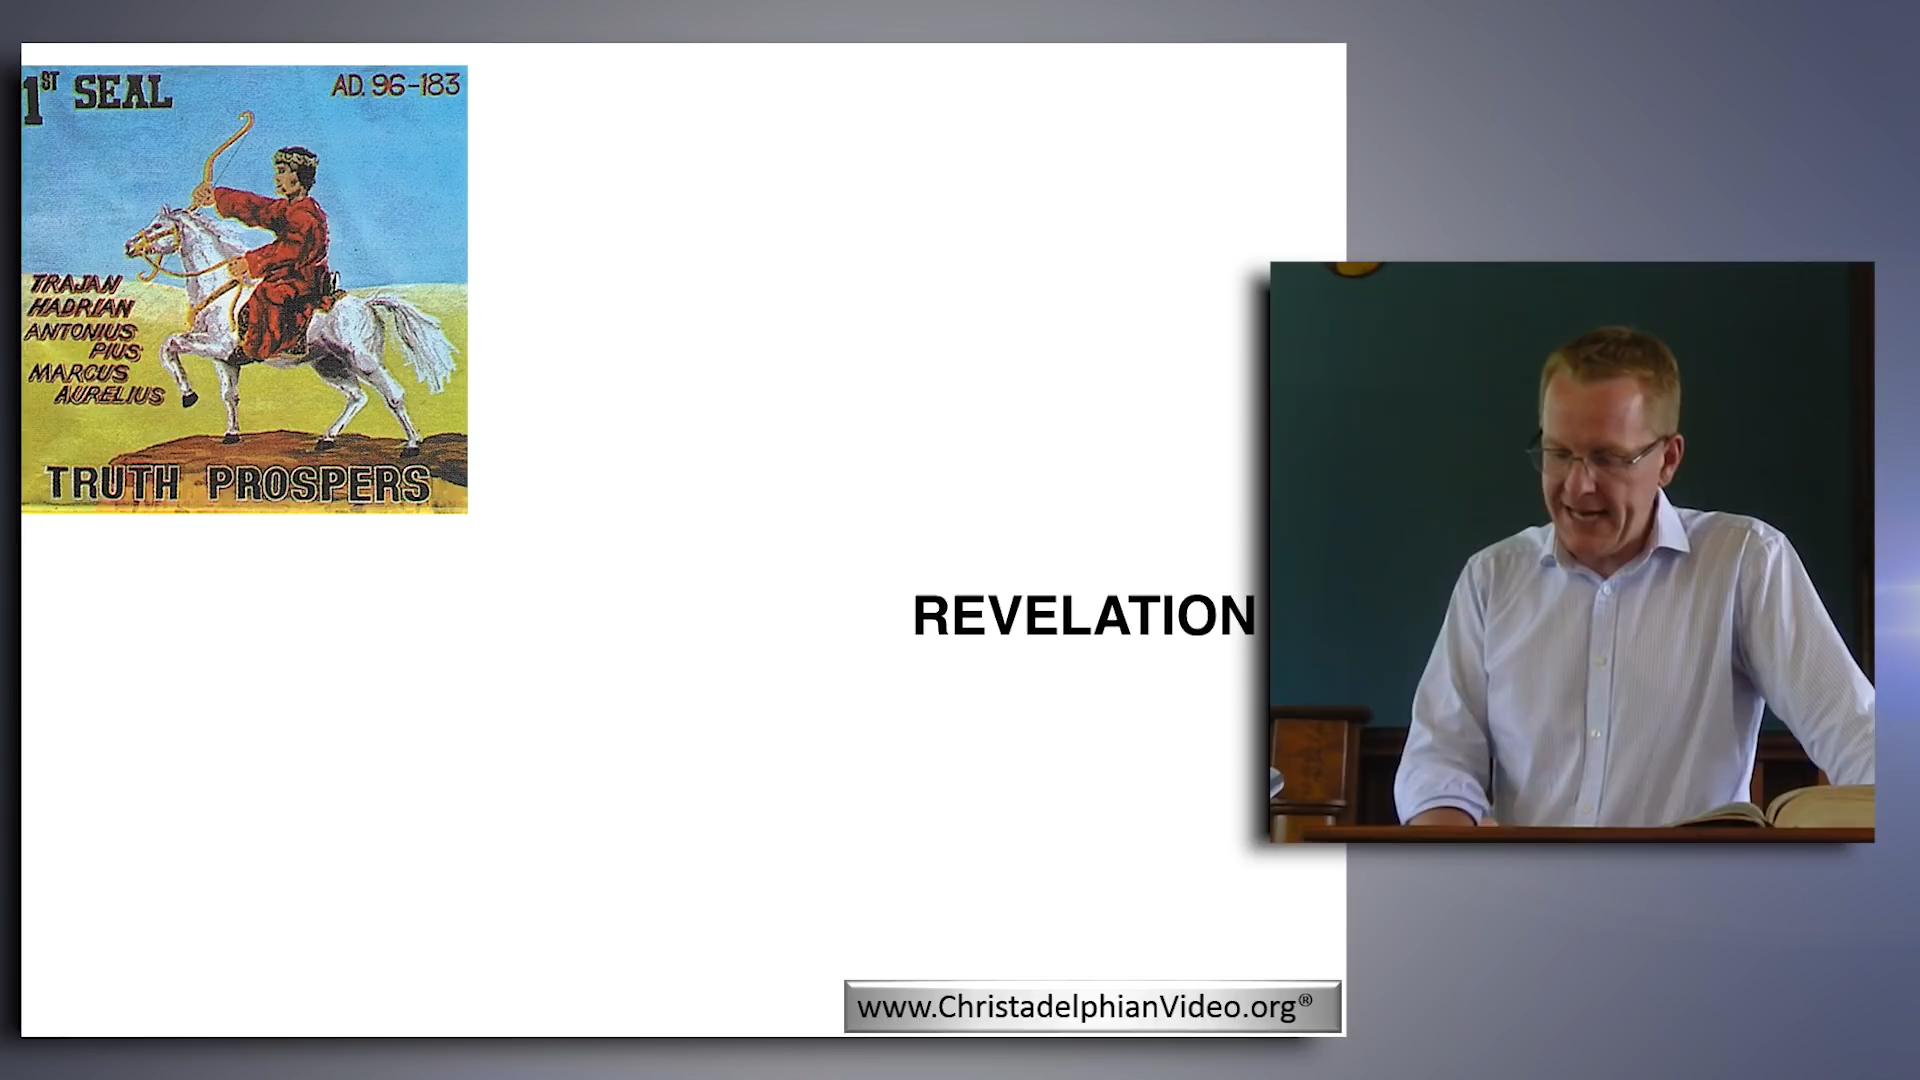 1ST SEAL
AD. 96-183
TRAJAN
HADRIAN
ANTONIUS
PIUS
MARCUS
AURELIUS
TRUTH PROSPERS
REVELATION
www.ChristadelphianVideo.org®